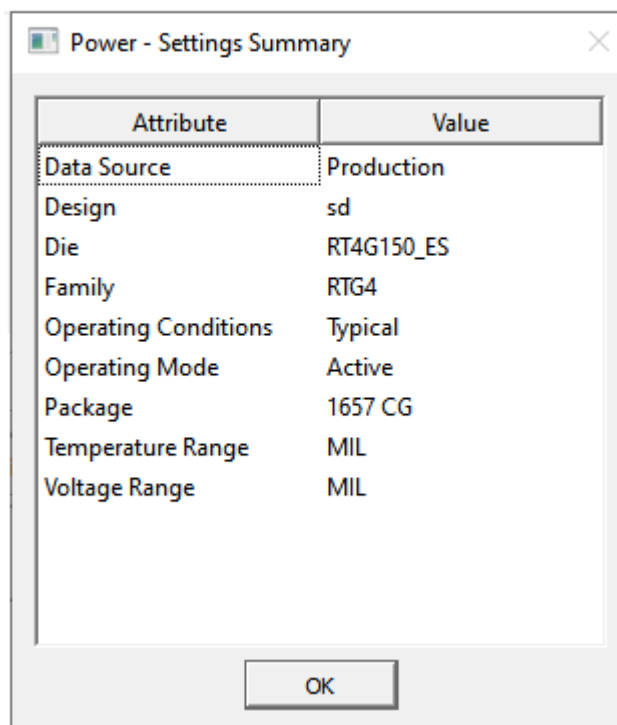 Power - Settings Summary
Attribute Value
Data Source Production
Design sd
Die RT4G150_ES
Family RTG4
Operating Conditions Typical
Operating Mode Active
Package 1657 CG
Temperature Range MIL
Voltage Range MIL
OK